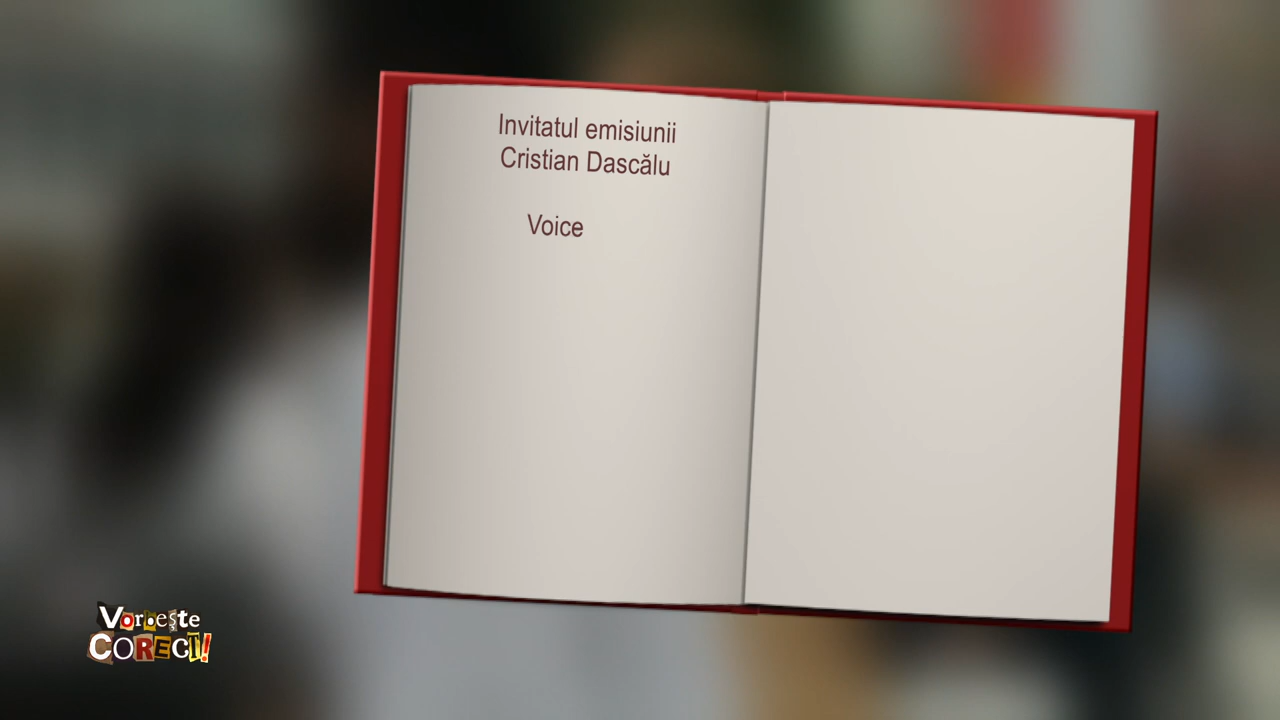 Invitatul emisiunii
Cristian Dascălu
Voice
Vorbește
CORECT!